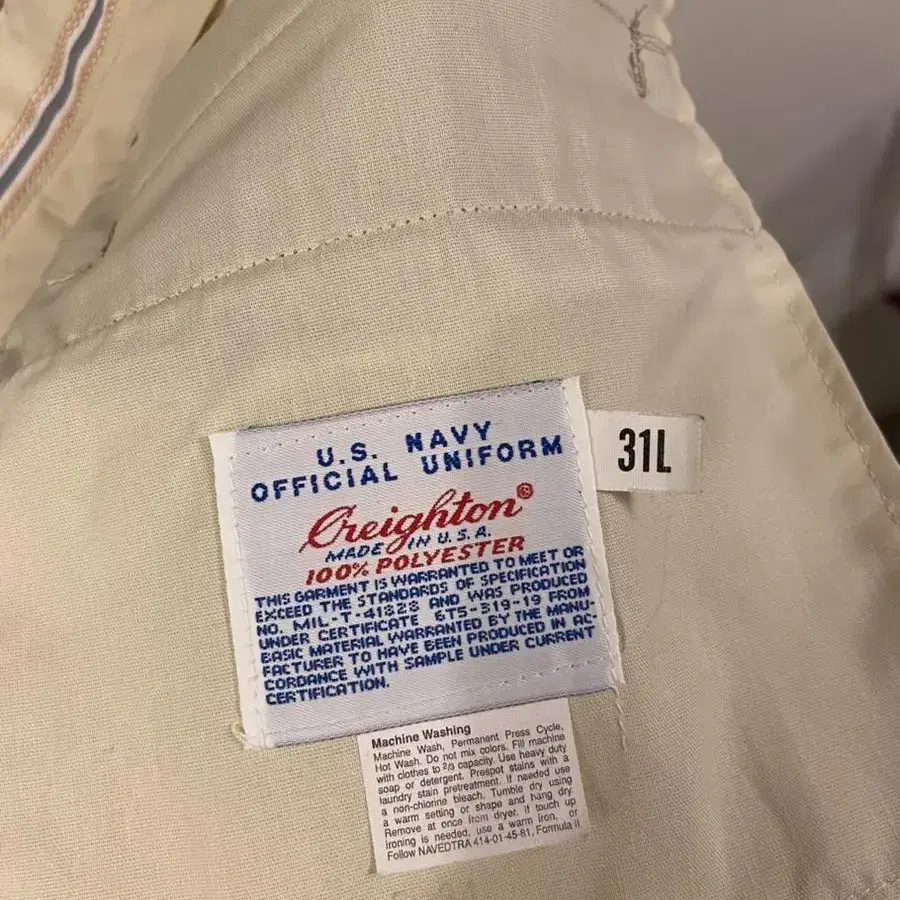 U.S. NAVY
OFFICIAL UNIFORM
Creighton®
MADE IN U.S.A.
100% POLYESTER
THIS GARMENT IS WARRANTED TO MEET OR
EXCEED THE STANDARDS OF SPECIFICATION
NO. MIL-T-41828 AND WAS PRODUCED
UNDER CERTIFICATE 6TS-319-19 FROM
BASIC MATERIAL WARRANTED BY THE MANU-
FACTURER TO HAVE BEEN PRODUCED IN AC-
CORDANCE WITH SAMPLE UNDER CURRENT
CERTIFICATION.
31L
Machine Washing
Machine Wash, Permanent Press Cycle,
Hot Wash. Do not mix colors. Fill machine
with clothes to 2/3 capacity. Use heavy duty
soap or detergent. Prespot stains with a
laundry stain pretreatment. If needed use
a non-chlorine bleach. Tumble dry using
a warm setting or shape and hang dry.
Remove at once from dryer. If touch up
ironing is needed, use a warm iron, or
Follow NAVEDTRA 414-01-45-81, Formula II